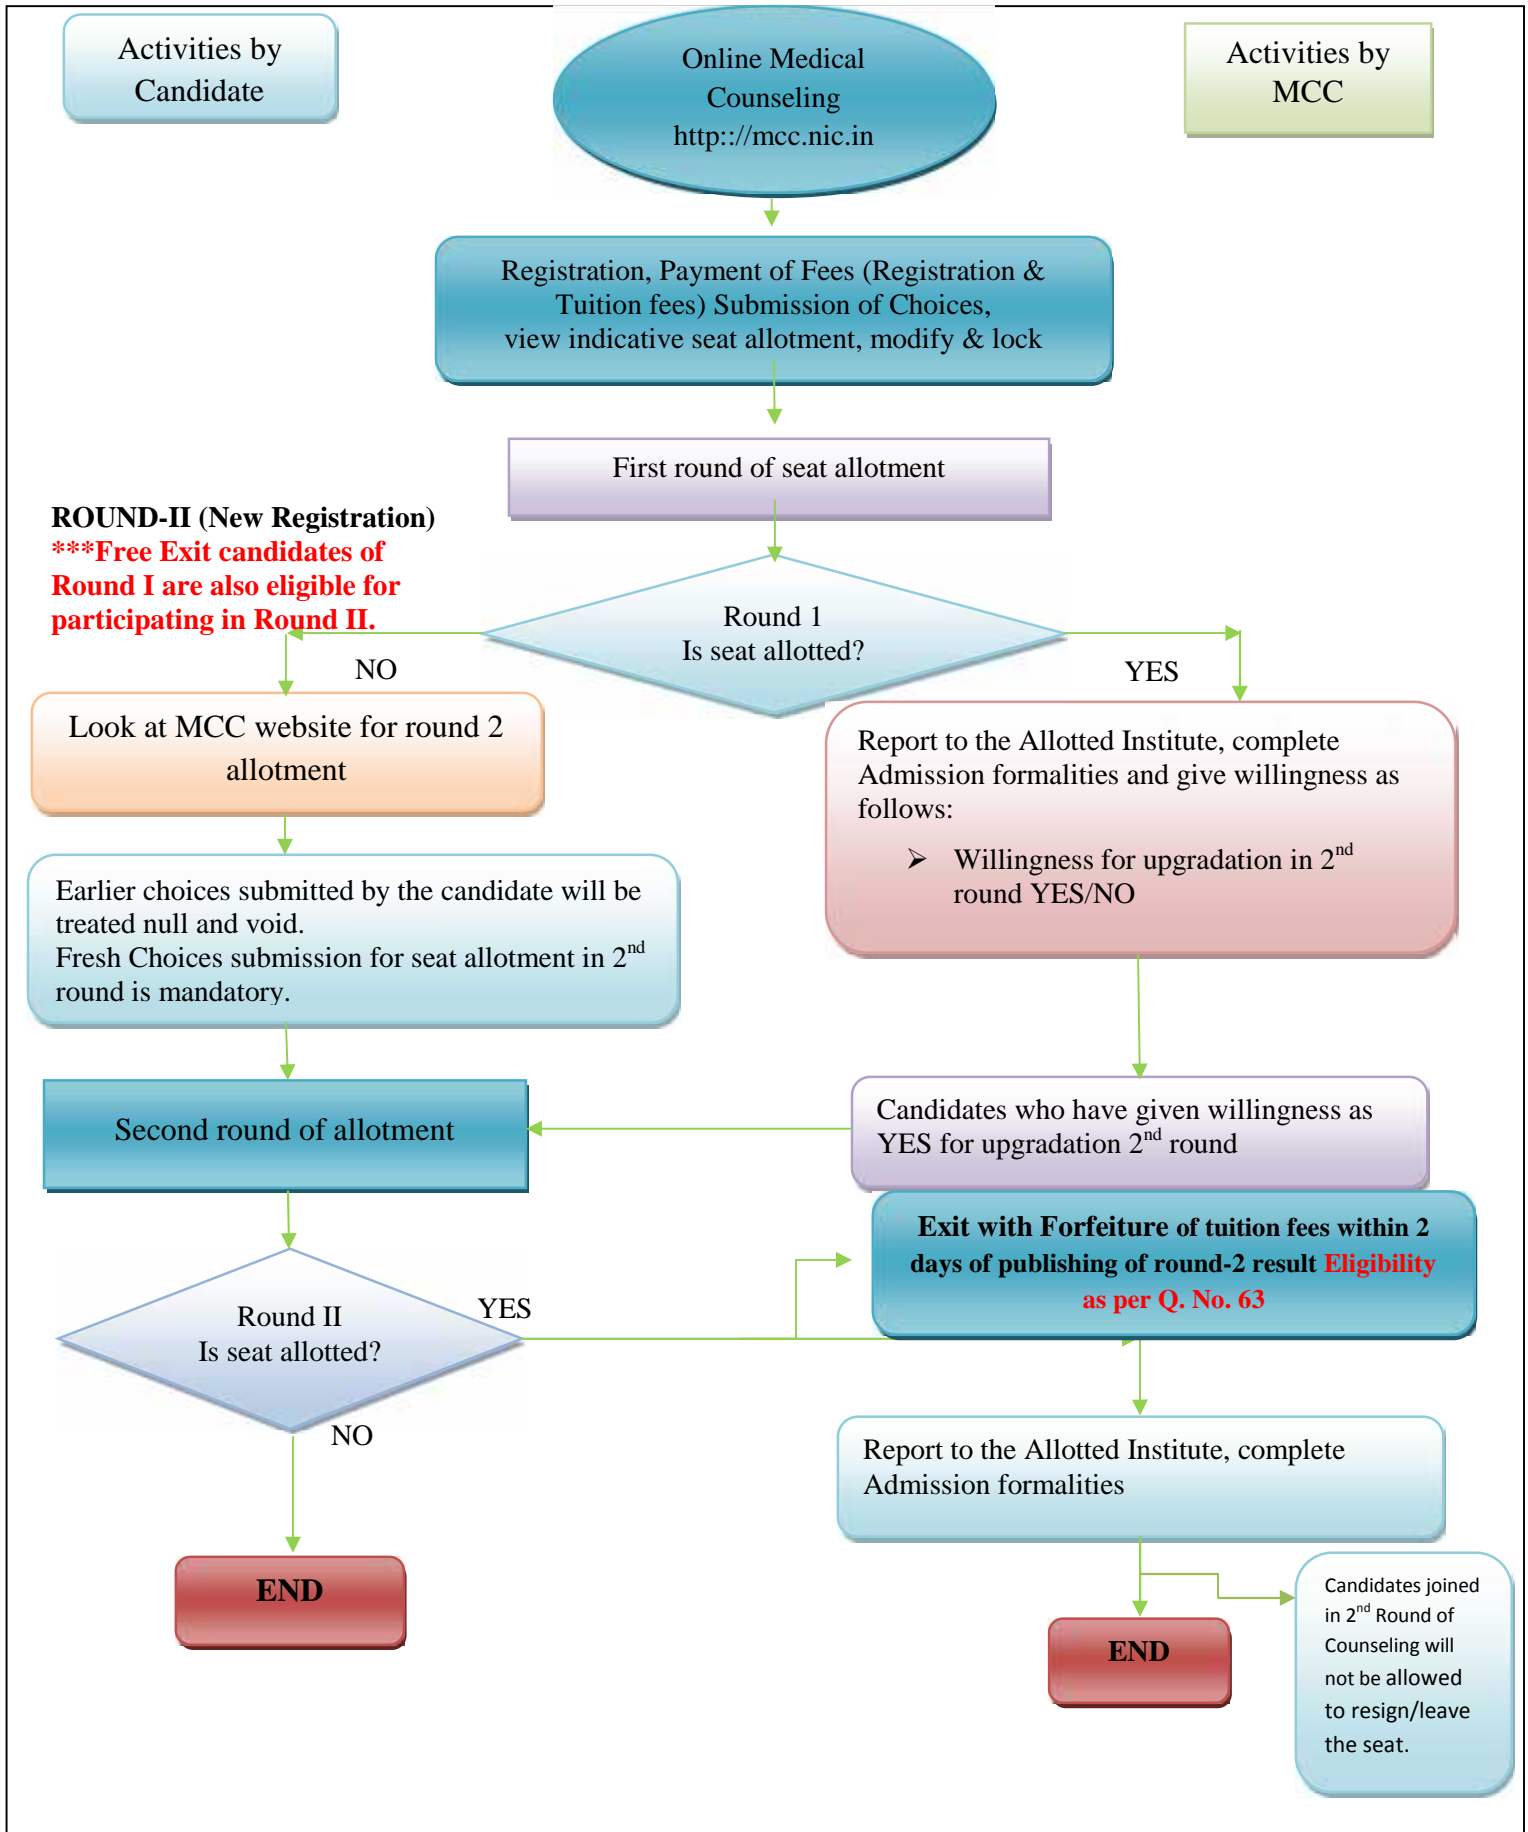 Activities by
Candidate
Online Medical
Counseling
http:://mcc.nic.in
Activities by
MCC
Registration, Payment of Fees (Registration &
Tuition fees) Submission of Choices,
view indicative seat allotment, modify & lock
First round of seat allotment
ROUND-II (New Registration)
***Free Exit candidates of
Round I are also eligible for
participating in Round II.
Round 1
Is seat allotted?
NO
YES
Look at MCC website for round 2
allotment
Report to the Allotted Institute, complete
Admission formalities and give willingness as
follows:
➢ Willingness for upgradation in 2nd
round YES/NO
Earlier choices submitted by the candidate will be
treated null and void.
Fresh Choices submission for seat allotment in 2nd
round is mandatory.
Second round of allotment
Candidates who have given willingness as
YES for upgradation 2nd round
Exit with Forfeiture of tuition fees within 2
days of publishing of round-2 result Eligibility
as per Q. No. 63
Round II
Is seat allotted?
YES
NO
Report to the Allotted Institute, complete
Admission formalities
END
END
Candidates joined
in 2nd Round of
Counseling will
not be allowed
to resign/leave
the seat.